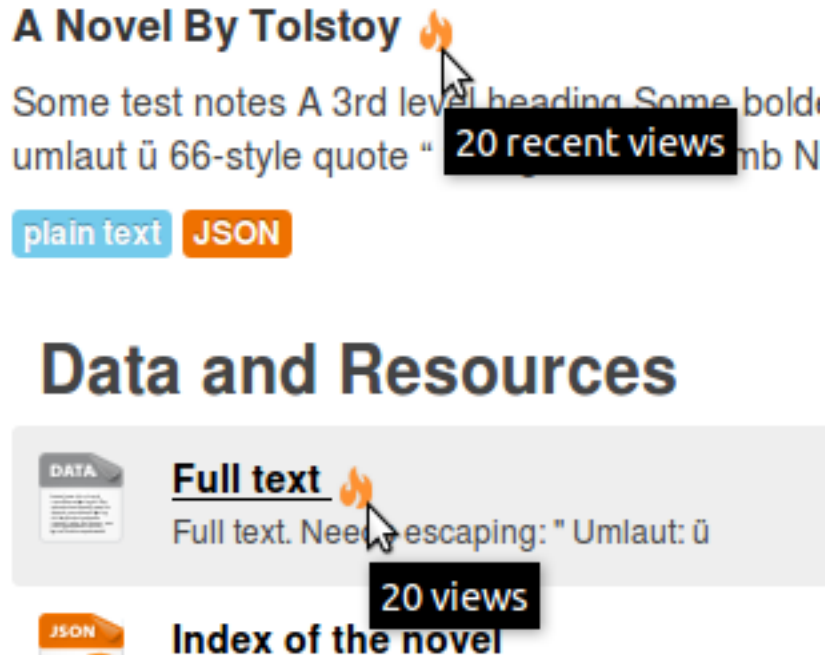 A Novel By Tolstoy
Some test notes A 3rd level heading Some bolde
umlaut ü 66-style quote “
20 recent views
mb N
plain text JSON
Data and Resources
DATA
Full text
Full text. Needs escaping: " Umlaut: ü
20 views
JSON
Index of the novel